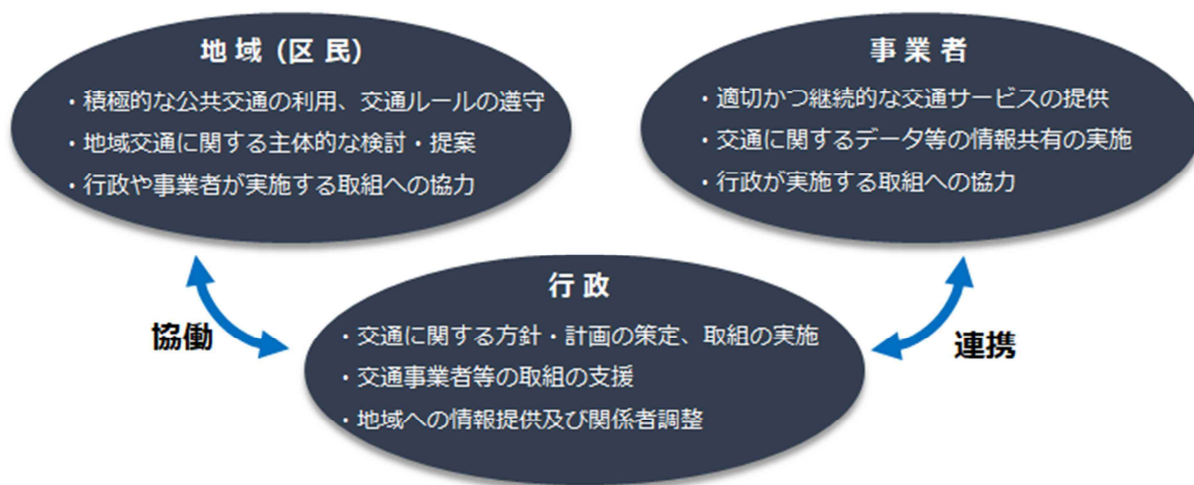 地域 (区民)
・積極的な公共交通の利用、交通ルールの遵守
・地域交通に関する主体的な検討・提案
・行政や事業者が実施する取組への協力
事業者
・適切かつ継続的な交通サービスの提供
・交通に関するデータ等の情報共有の実施
・行政が実施する取組への協力
協働
行政
・交通に関する方針・計画の策定、取組の実施
・交通事業者等の取組の支援
・地域への情報提供及び関係者調整
連携